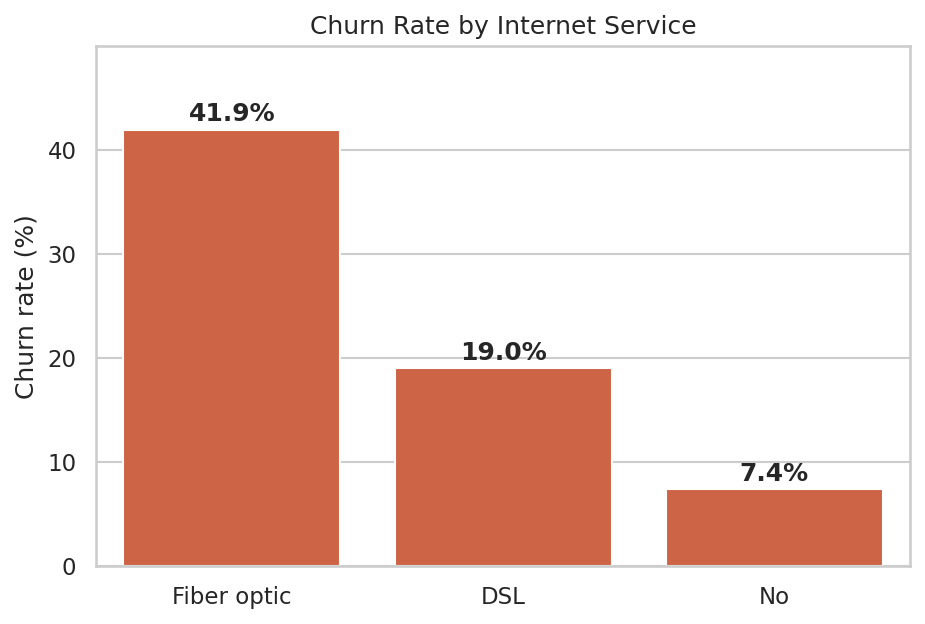 Churn Rate by Internet Service
Churn rate (%)
40
30
20
10
0
41.9%
19.0%
7.4%
Fiber optic
DSL
No